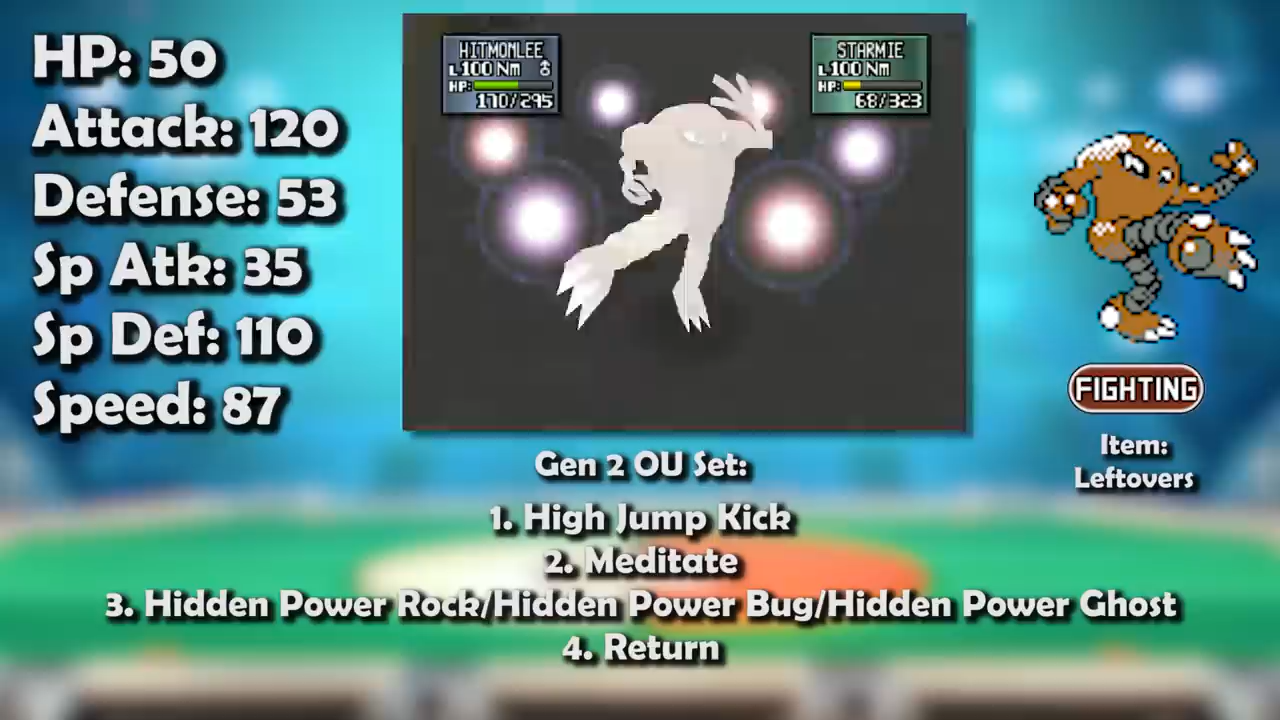 HP: 50
Attack: 120
Defense: 53
Sp Atk: 35
Sp Def: 110
Speed: 87
HITMONLEE
L100 Nm ♂
HP:
170/295
STARMIE
L100 Nm
HP:
68/323
FIGHTING
Item:
Leftovers
Gen 2 OU Set:
1. High Jump Kick
2. Meditate
3. Hidden Power Rock/Hidden Power Bug/Hidden Power Ghost
4. Return